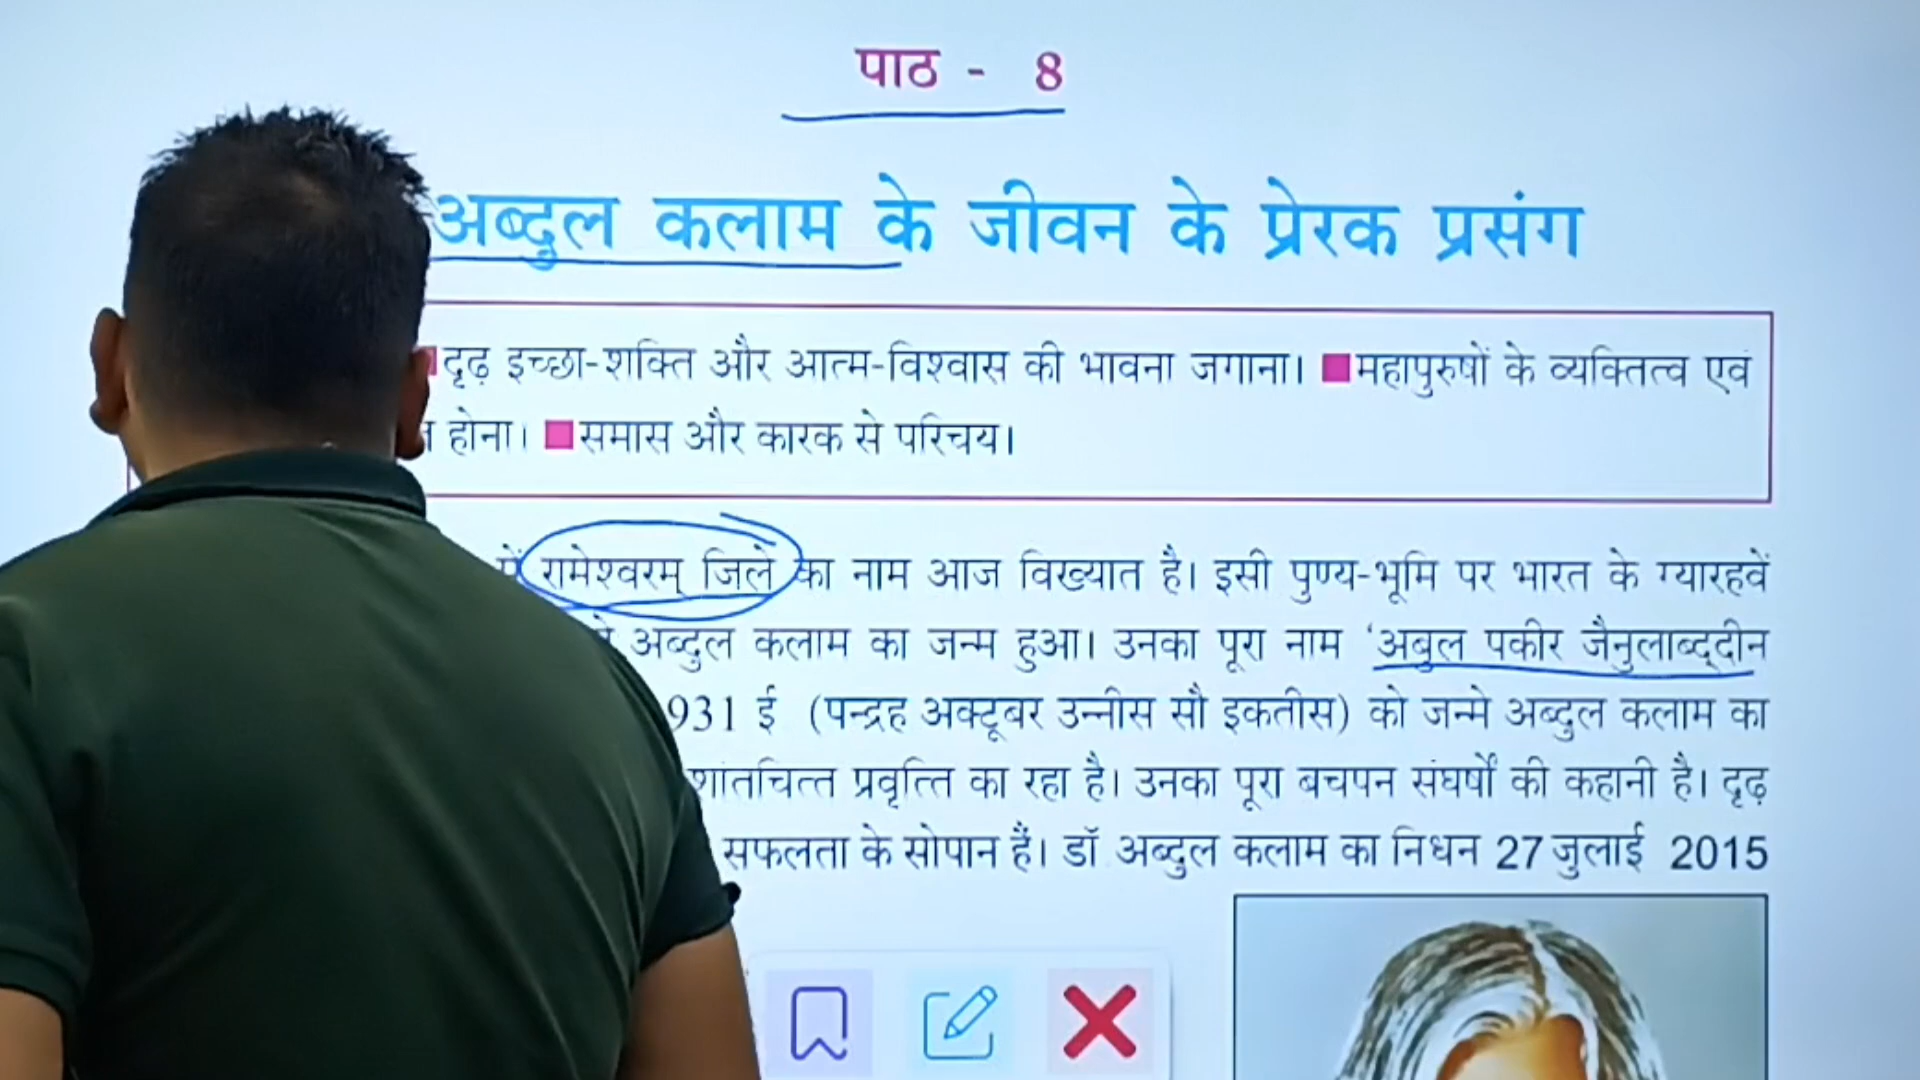 पाठ - 8
अब्दुल कलाम के जीवन के प्रेरक प्रसंग
■दृढ़ इच्छा-शक्ति और आत्म-विश्वास की भावना जगाना। ■महापुरुषों के व्यक्तित्व एवं
होना। ■समास और कारक से परिचय।
में रामेश्वरम् जिले का नाम आज विख्यात है। इसी पुण्य-भूमि पर भारत के ग्यारहवें
अब्दुल कलाम का जन्म हुआ। उनका पूरा नाम ‘अबुल पकीर जैनुलाब्द्दीन
931 ई (पन्द्रह अक्टूबर उन्नीस सौ इकतीस) को जन्मे अब्दुल कलाम का
शांतचित्त प्रवृत्ति का रहा है। उनका पूरा बचपन संघर्षों की कहानी है। दृढ़
सफलता के सोपान हैं। डॉ अब्दुल कलाम का निधन 27 जुलाई 2015